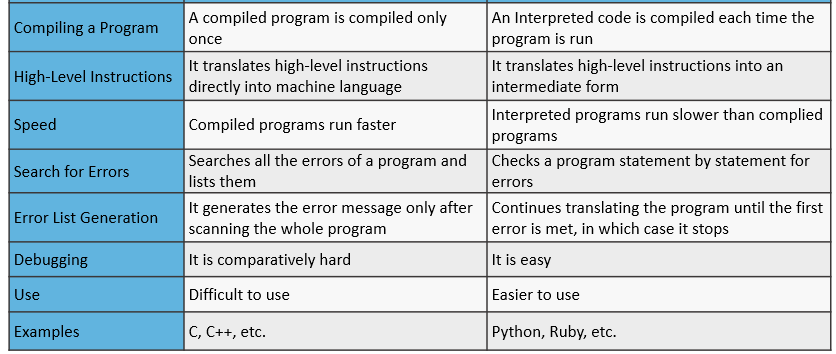 Compiling a Program
A compiled program is compiled only
once
An Interpreted code is compiled each time the
program is run
High-Level Instructions
It translates high-level instructions
directly into machine language
It translates high-level instructions into an
intermediate form
Speed
Compiled programs run faster
Interpreted programs run slower than complied
programs
Search for Errors
Searches all the errors of a program and
lists them
Checks a program statement by statement for
errors
Error List Generation
It generates the error message only after
scanning the whole program
Continues translating the program until the first
error is met, in which case it stops
Debugging
It is comparatively hard
It is easy
Use
Difficult to use
Easier to use
Examples
C, C++, etc.
Python, Ruby, etc.